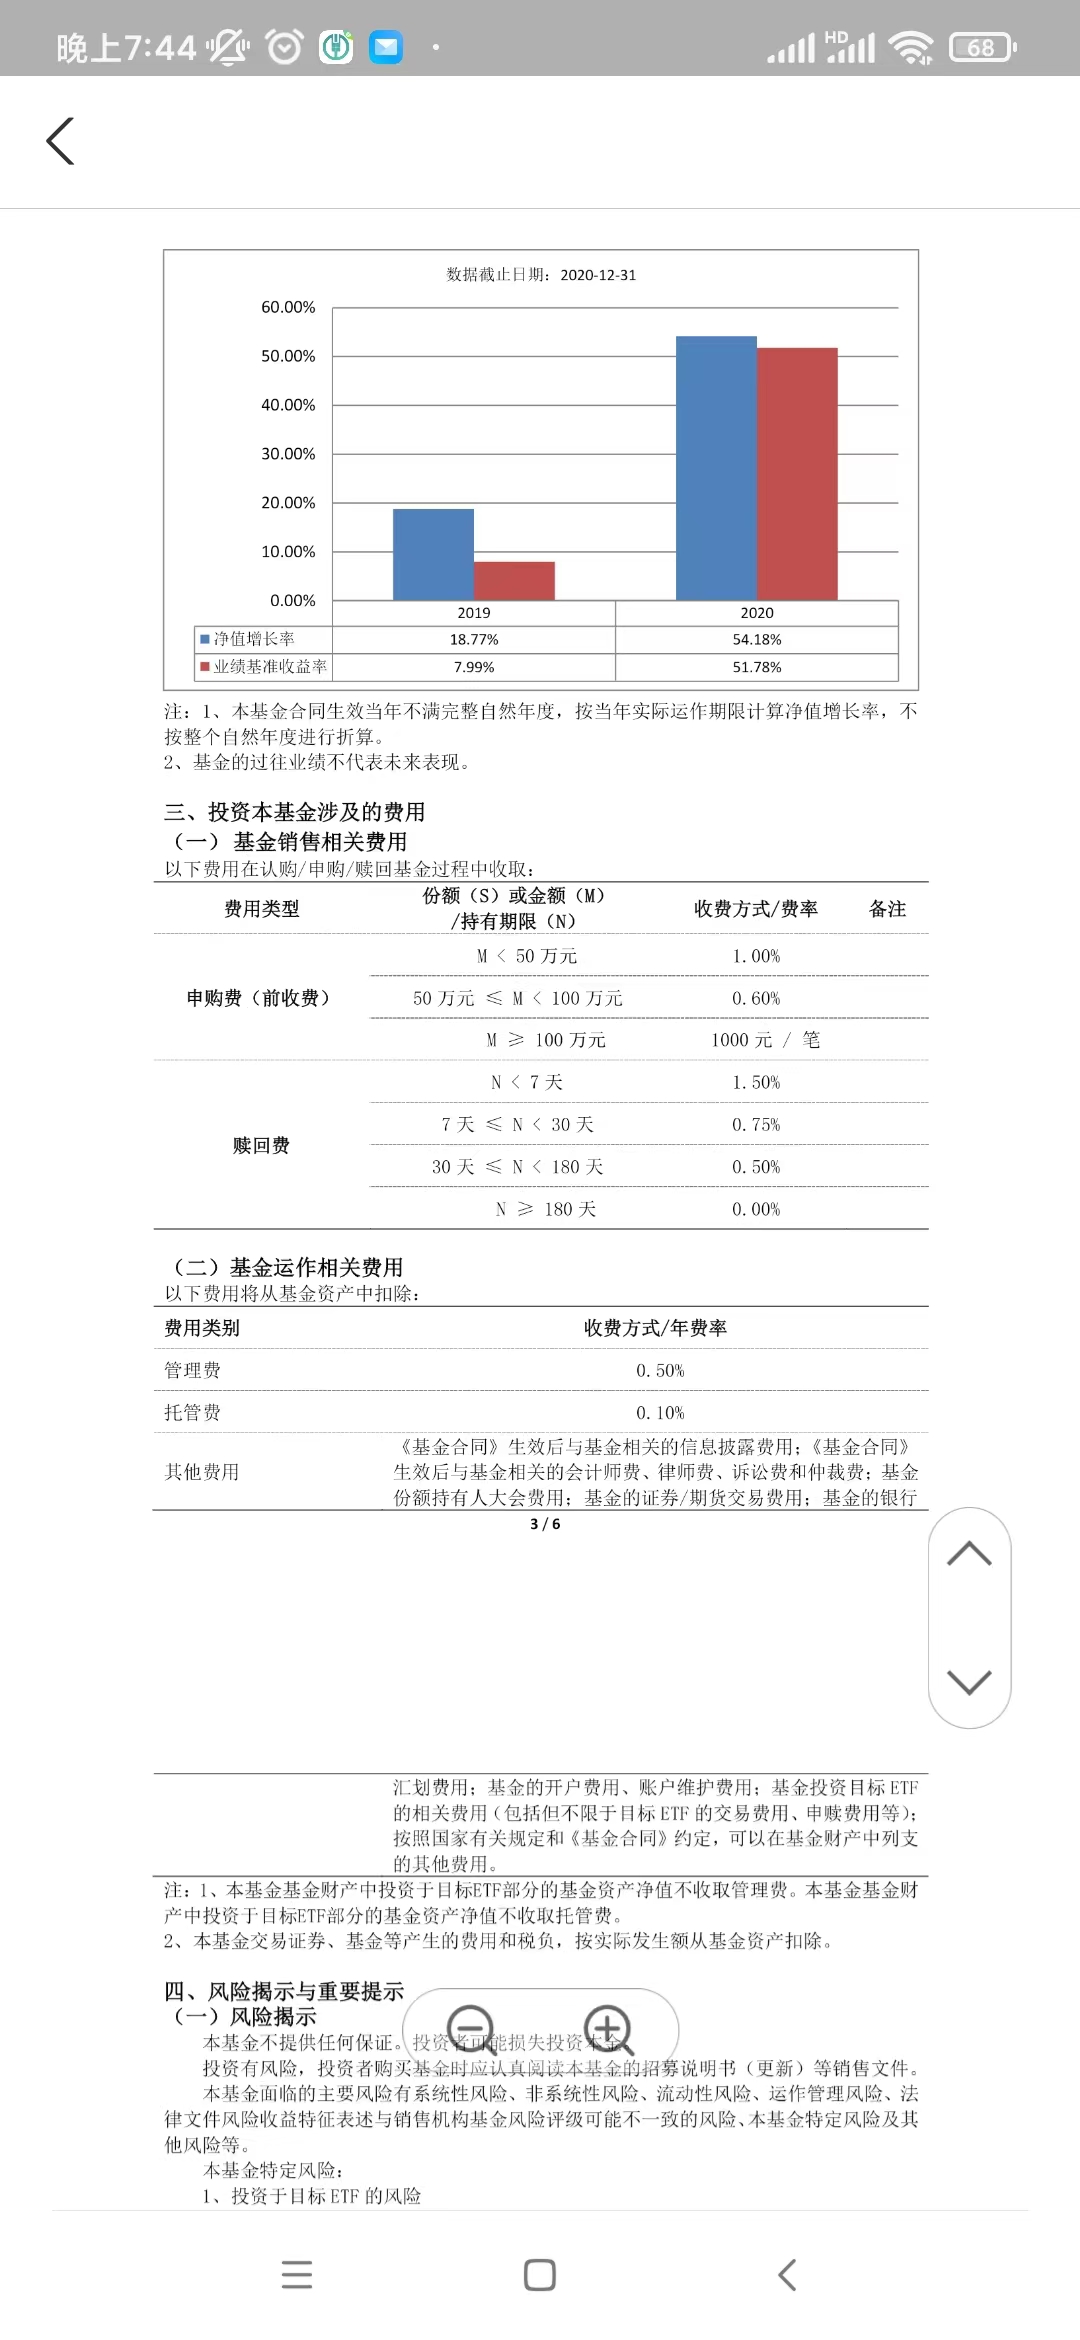 晚上7:44
HD
68
数据截止日期：2020-12-31
60.00%
50.00%
40.00%
30.00%
20.00%
10.00%
0.00%
2019 2020
净值增长率 18.77% 54.18%
业绩基准收益率 7.99% 51.78%
注：1、本基金合同生效当年不满完整自然年度，按当年实际运作期限计算净值增长率，不
按整个自然年度进行折算。
2、基金的过往业绩不代表未来表现。
三、投资本基金涉及的费用
（一） 基金销售相关费用
以下费用在认购/申购/赎回基金过程中收取：
费用类型 份额（S）或金额（M） 收费方式/费率 备注
/持有期限（N）
M < 50 万元 1.00%
申购费（前收费） 50 万元 ≤ M < 100 万元 0.60%
M ≥ 100 万元 1000 元 / 笔
N < 7 天 1.50%
7 天 ≤ N < 30 天 0.75%
赎回费
30 天 ≤ N < 180 天 0.50%
N ≥ 180 天 0.00%
（二）基金运作相关费用
以下费用将从基金资产中扣除：
费用类别 收费方式/年费率
管理费 0.50%
托管费 0.10%
《基金合同》生效后与基金相关的信息披露费用；《基金合同》
其他费用 生效后与基金相关的会计师费、律师费、诉讼费和仲裁费；基金
份额持有人大会费用；基金的证券/期货交易费用；基金的银行
3 / 6
汇划费用；基金的开户费用、账户维护费用；基金投资目标 ETF
的相关费用（包括但不限于目标 ETF 的交易费用、申赎费用等）；
按照国家有关规定和《基金合同》约定，可以在基金财产中列支
的其他费用。
注：1、本基金基金财产中投资于目标ETF部分的基金资产净值不收取管理费。本基金基金财
产中投资于目标ETF部分的基金资产净值不收取托管费。
2、本基金交易证券、基金等产生的费用和税负，按实际发生额从基金资产扣除。
四、风险揭示与重要提示
（一）风险揭示
本基金不提供任何保证。投资者可能损失投资本金。
投资有风险，投资者购买基金时应认真阅读本基金的招募说明书（更新）等销售文件。
本基金面临的主要风险有系统性风险、非系统性风险、流动性风险、运作管理风险、法
律文件风险收益特征表述与销售机构基金风险评级可能不一致的风险、本基金特定风险及其
他风险等。
本基金特定风险：
1、投资于目标 ETF 的风险